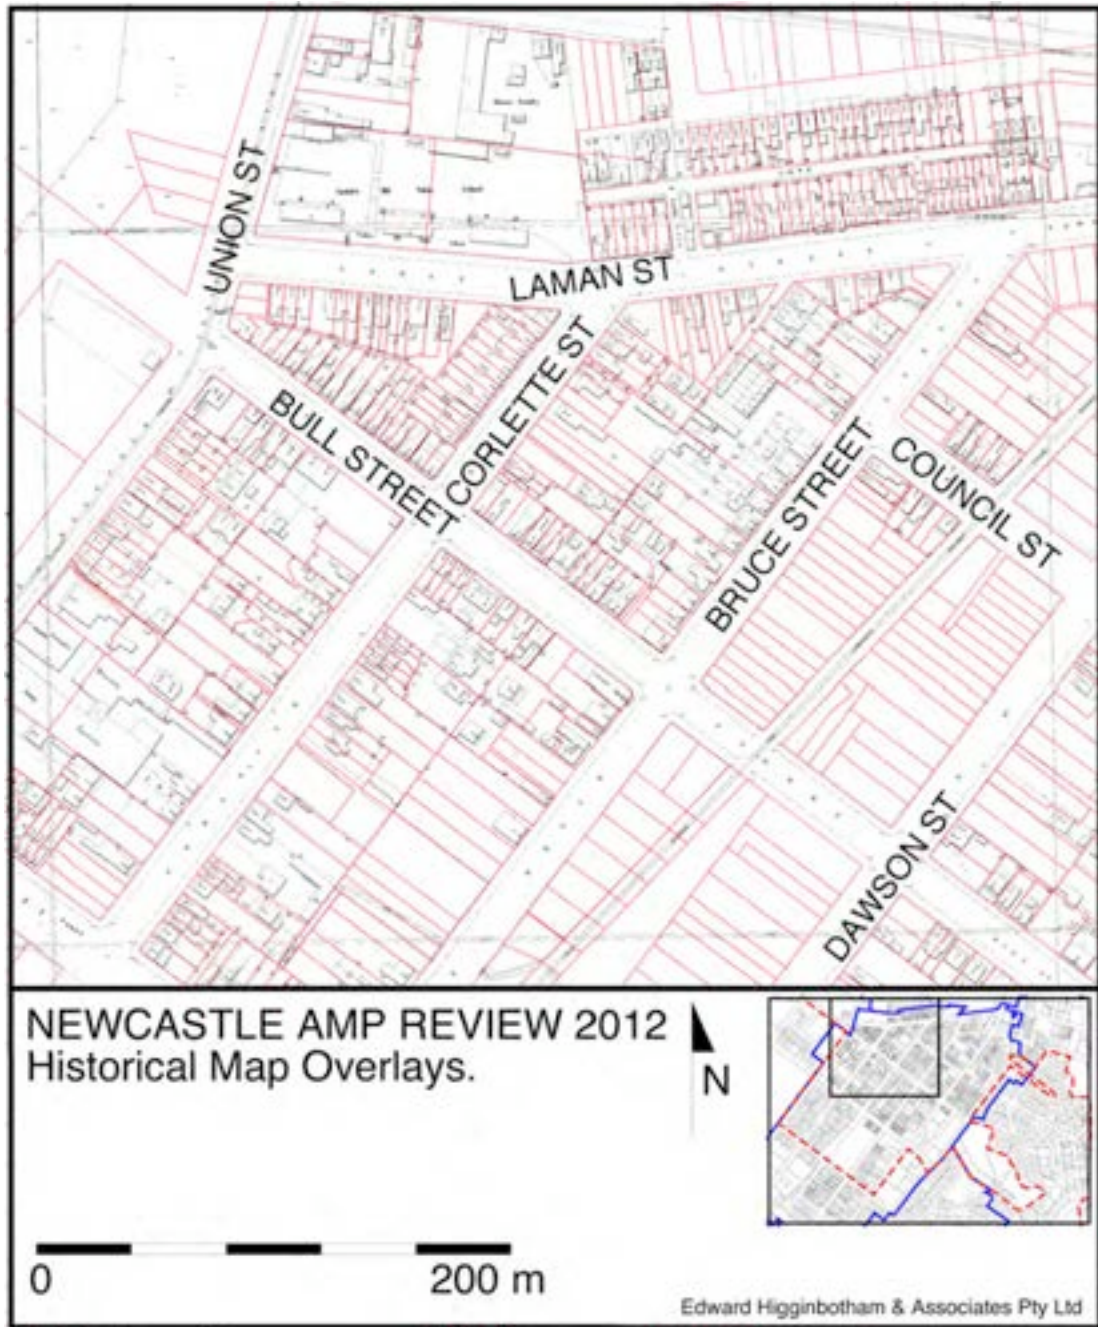 UNION ST
LAMAN ST
BULL STREET
CORLETTE ST
BRUCE STREET
COUNCIL ST
DAWSON ST
NEWCASTLE AMP REVIEW 2012
Historical Map Overlays.
N
0
200 m
Edward Higginbotham & Associates Pty Ltd